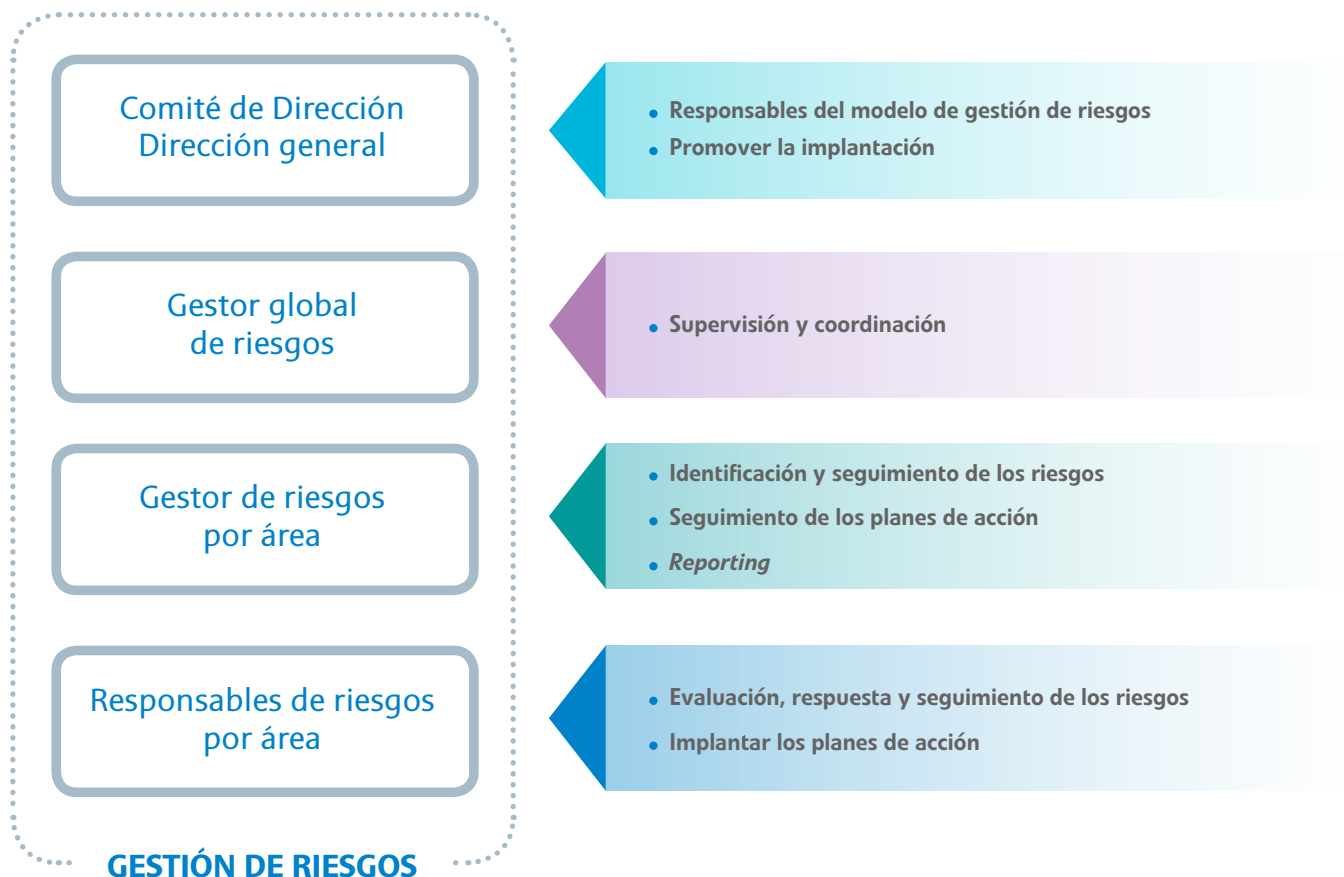 Comité de Dirección
Dirección general
• Responsables del modelo de gestión de riesgos
• Promover la implantación
Gestor global
de riesgos
• Supervisión y coordinación
Gestor de riesgos
por área
• Identificación y seguimiento de los riesgos
• Seguimiento de los planes de acción
• Reporting
Responsables de riesgos
por área
• Evaluación, respuesta y seguimiento de los riesgos
• Implantar los planes de acción
GESTIÓN DE RIESGOS